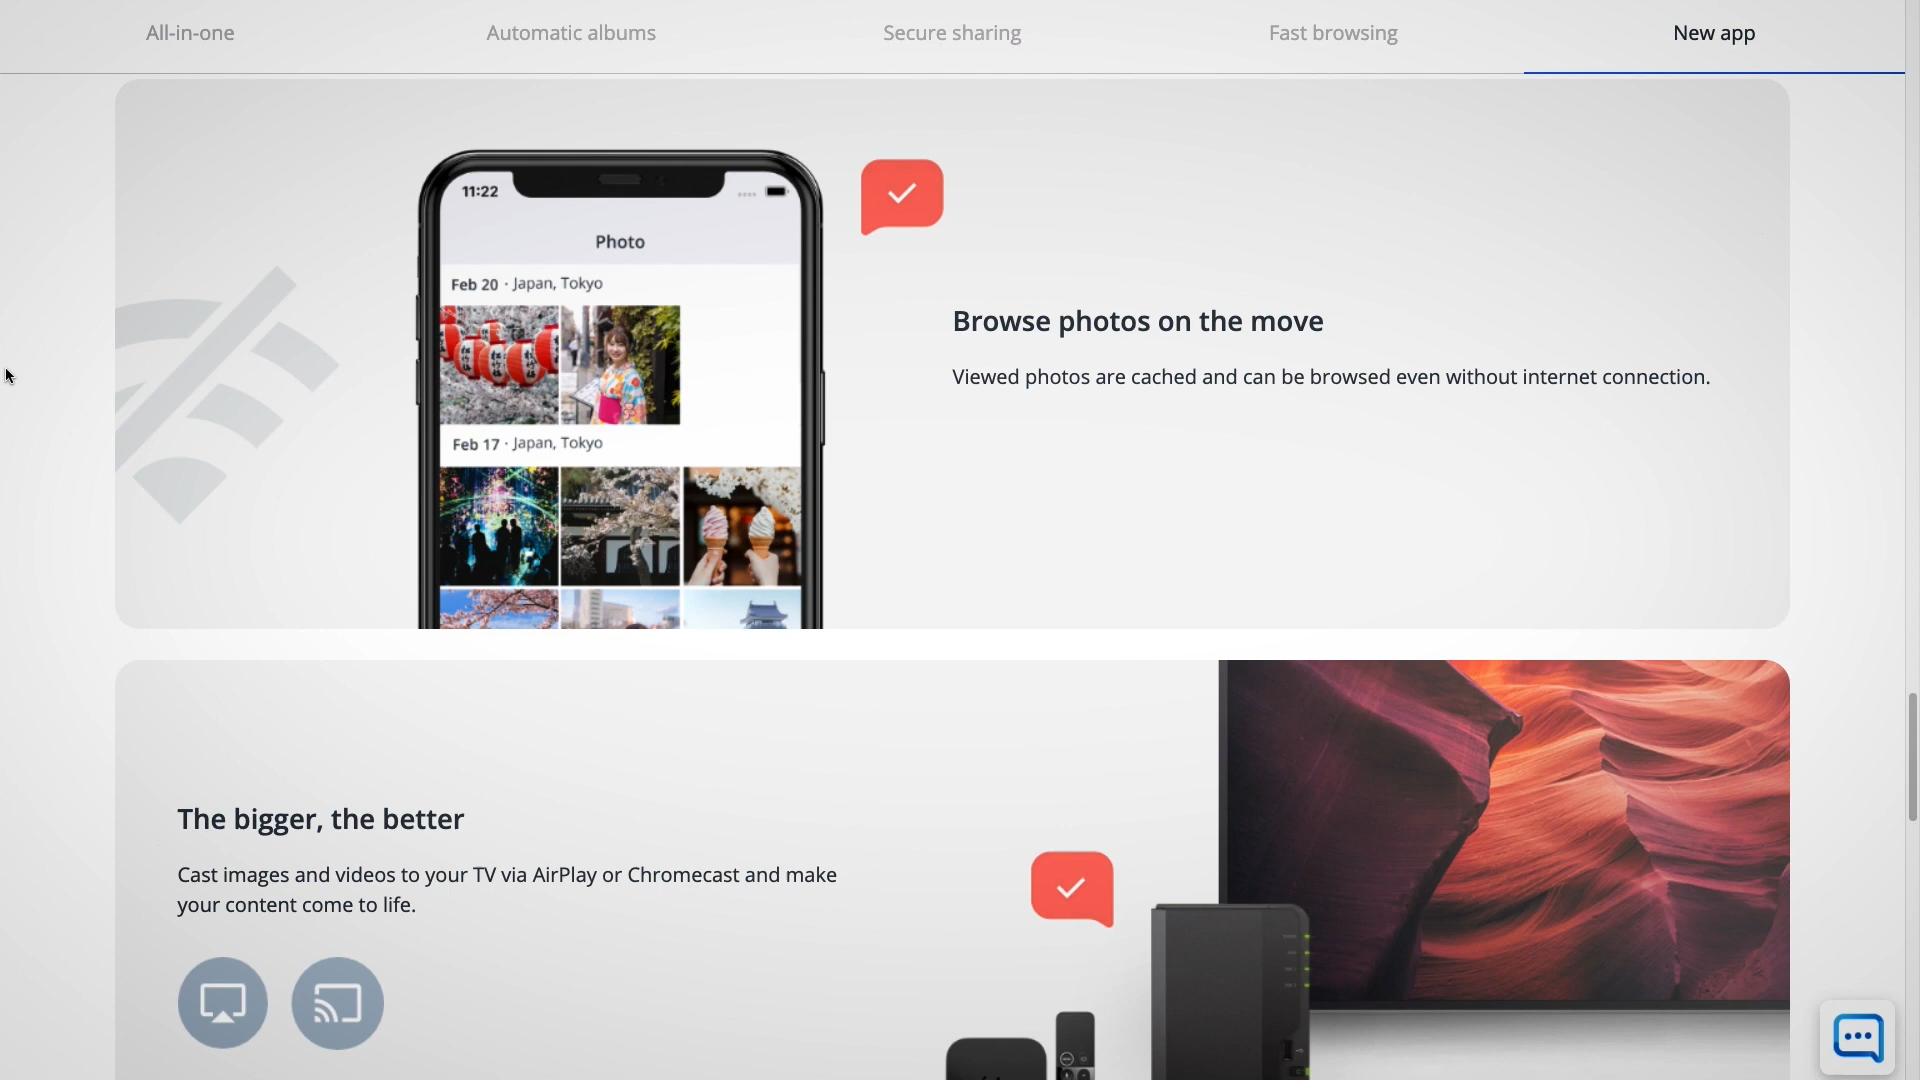 All-in-one
Automatic albums
Secure sharing
Fast browsing
New app
11:22
Photo
Feb 20 · Japan, Tokyo
Feb 17 · Japan, Tokyo
Browse photos on the move
Viewed photos are cached and can be browsed even without internet connection.
The bigger, the better
Cast images and videos to your TV via AirPlay or Chromecast and make
your content come to life.